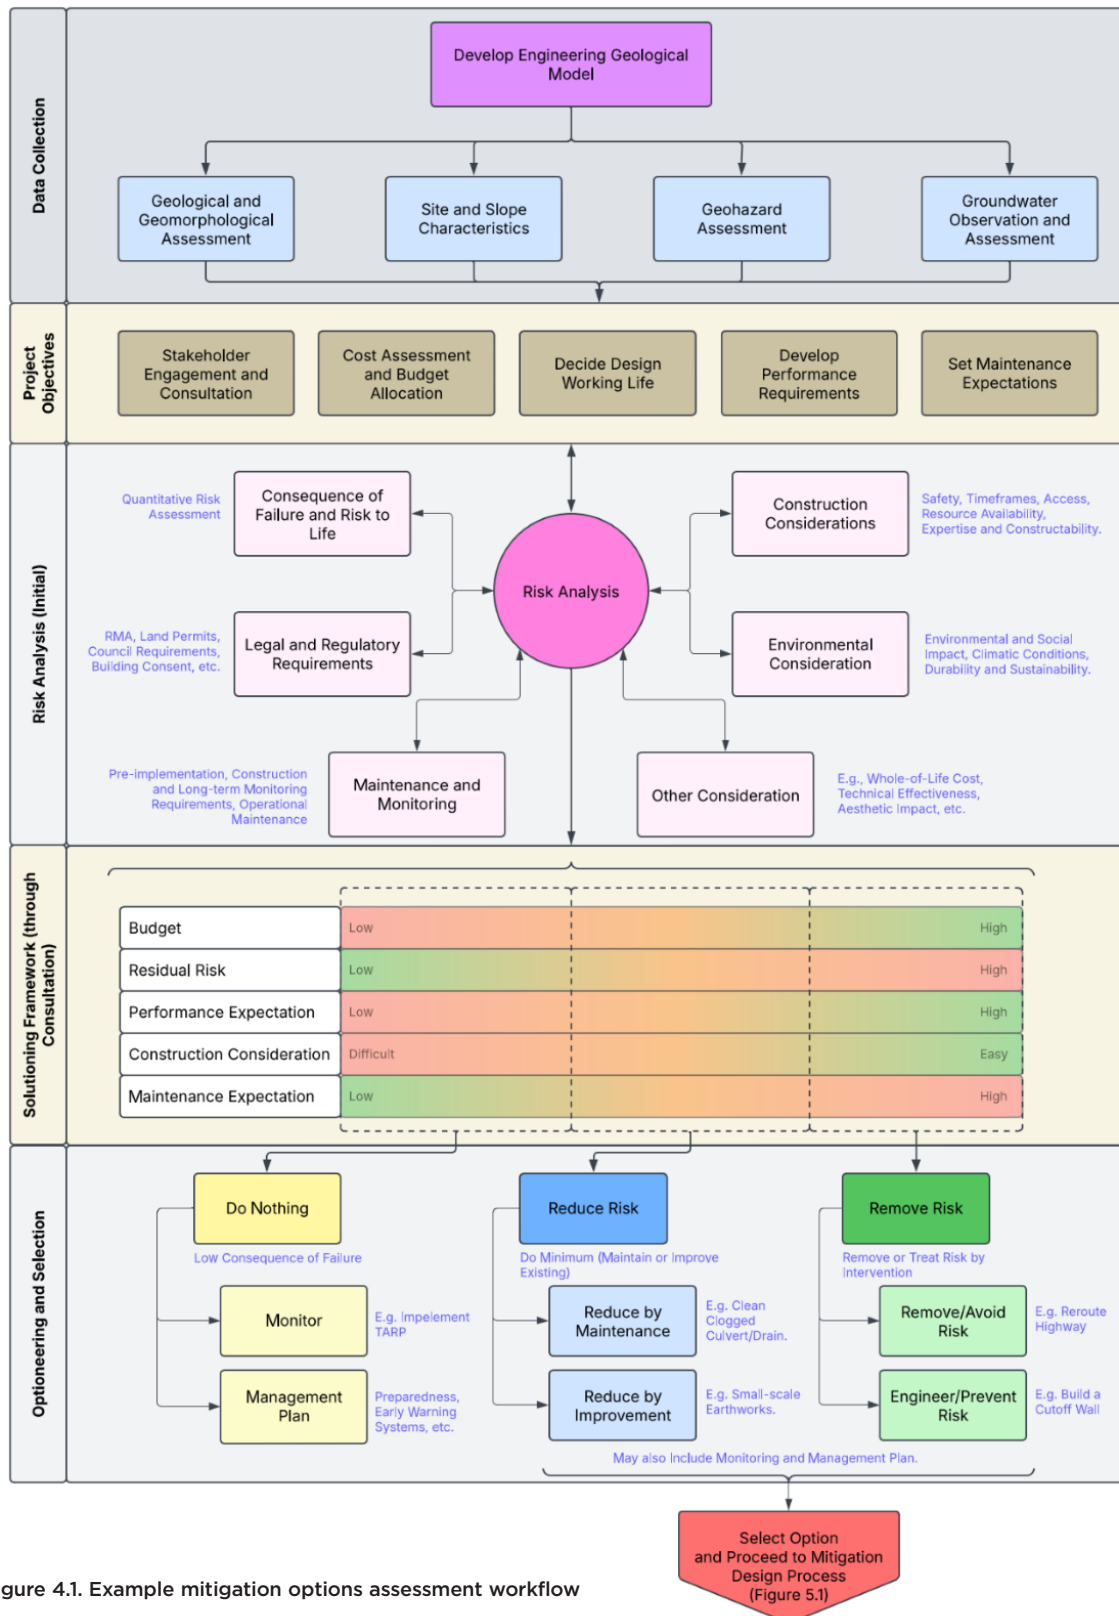 Data Collection
Develop Engineering Geological
Model
Geological and
Geomorphological
Assessment
Site and Slope
Characteristics
Geohazard
Assessment
Groundwater
Observation and
Assessment
Project
Objectives
Stakeholder
Engagement and
Consultation
Cost Assessment
and Budget
Allocation
Decide Design
Working Life
Develop
Performance
Requirements
Set Maintenance
Expectations
Risk Analysis (Initial)
Quantitative Risk
Assessment
Consequence of
Failure and Risk to
Life
Construction
Considerations
Safety, Timeframes, Access,
Resource Availability,
Expertise and Constructability.
Risk Analysis
RMA, Land Permits,
Council Requirements,
Building Consent, etc.
Legal and Regulatory
Requirements
Environmental
Consideration
Environmental and Social
Impact, Climatic Conditions,
Durability and Sustainability.
Pre-implementation, Construction
and Long-term Monitoring
Requirements, Operational
Maintenance
Maintenance and
Monitoring
Other Consideration
E.g., Whole-of-Life Cost,
Technical Effectiveness,
Aesthetic Impact, etc.
Solutioning Framework (through
Consultation)
Budget
Low
High
Residual Risk
Low
High
Performance Expectation
Low
High
Construction Consideration
Difficult
Easy
Maintenance Expectation
Low
High
Optioneering and Selection
Do Nothing
Low Consequence of Failure
Monitor
E.g. Impelement
TARP
Management
Plan
Preparedness,
Early Warning
Systems, etc.
Reduce Risk
Do Minimum (Maintain or Improve
Existing)
Reduce by
Maintenance
E.g. Clean
Clogged
Culvert/Drain.
Reduce by
Improvement
E.g. Small-scale
Earthworks.
Remove Risk
Remove or Treat Risk by
Intervention
Remove/Avoid
Risk
E.g. Reroute
Highway
Engineer/Prevent
Risk
E.g. Build a
Cutoff Wall
May also Include Monitoring and Management Plan.
Select Option
and Proceed to Mitigation
Design Process
(Figure 5.1)
gure 4.1. Example mitigation options assessment workflow